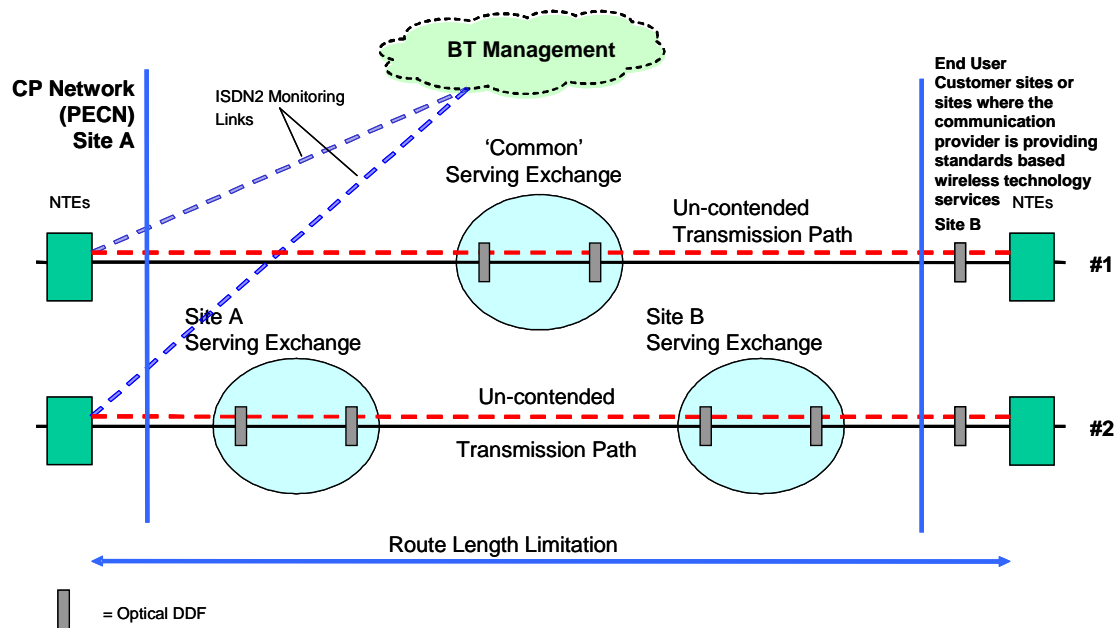 BT Management
CP Network
(PECN)
Site A
ISDN2 Monitoring
Links
End User
Customer sites or
sites where the
communication
provider is providing
standards based
wireless technology
services NTEs
Site B
‘Common’
Serving Exchange
NTEs
Un-contended
Transmission Path
#1
Site A
Serving Exchange
Site B
Serving Exchange
Un-contended
Transmission Path
#2
Route Length Limitation
= Optical DDF